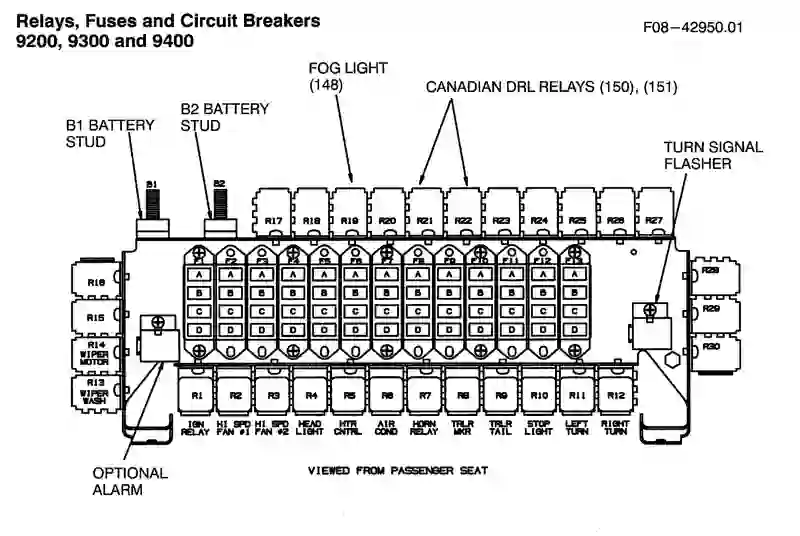 Relays, Fuses and Circuit Breakers
9200, 9300 and 9400
F08-42950.01
FOG LIGHT
(148)
CANADIAN DRL RELAYS (150), (151)
B2 BATTERY
STUD
B1 BATTERY
STUD
TURN SIGNAL
FLASHER
B1
B2
R17 R18 R19 R20 R21 R22 R23 R24 R25 R26 R27
F1 F2 F3 F4 F5 F6 F7 F8 F9 F10 F11 F12 F13
A A A A A A A A A A A A A
B B B B B B B B B B B B B
C C C C C C C C C C C C C
D D D D D D D D D D D D D
R16
R15
R14
WIPER
MOTOR
R13
WIPER
WASH
R28
R29
R30
R1 R2 R3 R4 R5 R6 R7 R8 R9 R10 R11 R12
IGN HI SPD HI SPD HEAD HTR AIR HORN TRLR TRLR STOP LEFT RIGHT
RELAY FAN #1 FAN #2 LIGHT CNTRL COND RELAY MKR TAIL LIGHT TURN TURN
OPTIONAL
ALARM
VIEWED FROM PASSENGER SEAT